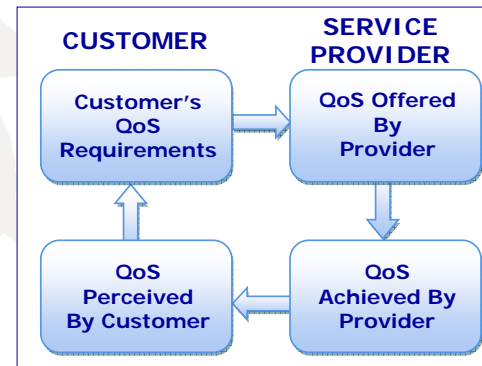 CUSTOMER
SERVICE
PROVIDER
Customer's
QoS
Requirements
QoS Offered
By
Provider
QoS
Perceived
By Customer
QoS
Achieved By
Provider